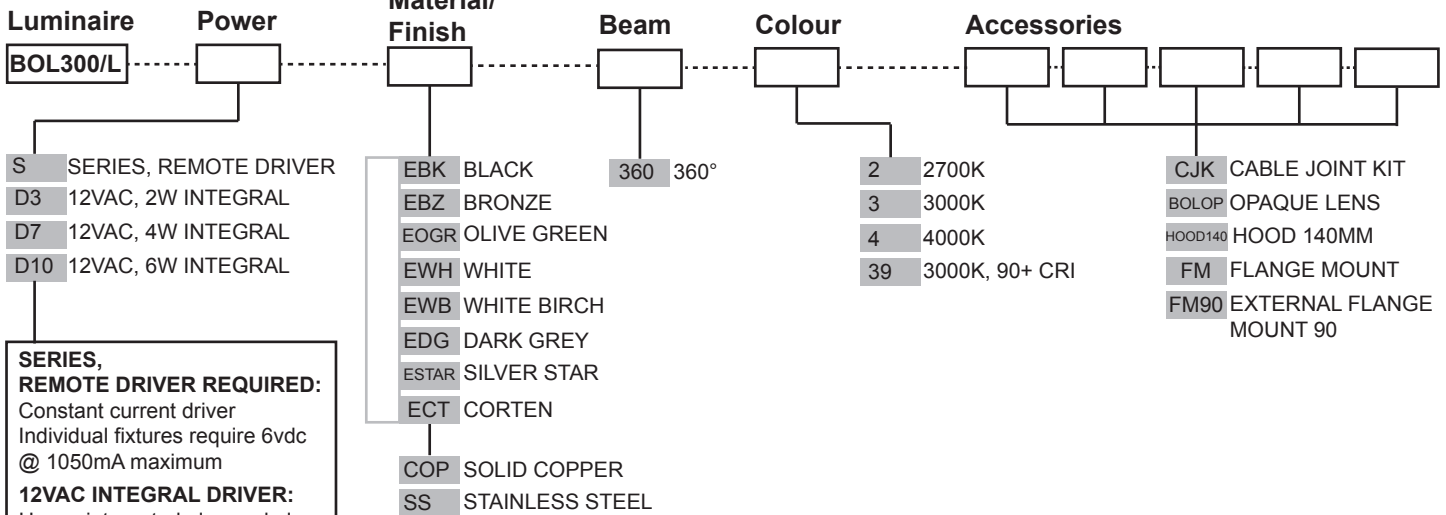 Luminaire Power Material/
Finish Beam Colour Accessories
BOL300/L
S SERIES, REMOTE DRIVER
D3 12VAC, 2W INTEGRAL
D7 12VAC, 4W INTEGRAL
D10 12VAC, 6W INTEGRAL
SERIES,
REMOTE DRIVER REQUIRED:
Constant current driver
Individual fixtures require 6vdc
@ 1050mA maximum
12VAC INTEGRAL DRIVER:
EBK BLACK
EBZ BRONZE
EOGR OLIVE GREEN
EWH WHITE
EWB WHITE BIRCH
EDG DARK GREY
ESTAR SILVER STAR
ECT CORTEN
COP SOLID COPPER
SS STAINLESS STEEL
360 360°
2 2700K
3 3000K
4 4000K
39 3000K, 90+ CRI
CJK CABLE JOINT KIT
BOLOP OPAQUE LENS
HOOD140 HOOD 140MM
FM FLANGE MOUNT
FM90 EXTERNAL FLANGE
MOUNT 90